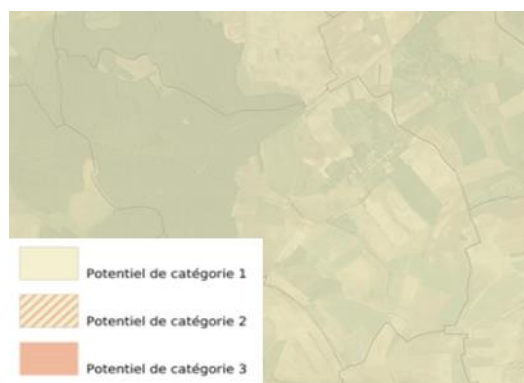 Potentiel de catégorie 1
Potentiel de catégorie 2
Potentiel de catégorie 3